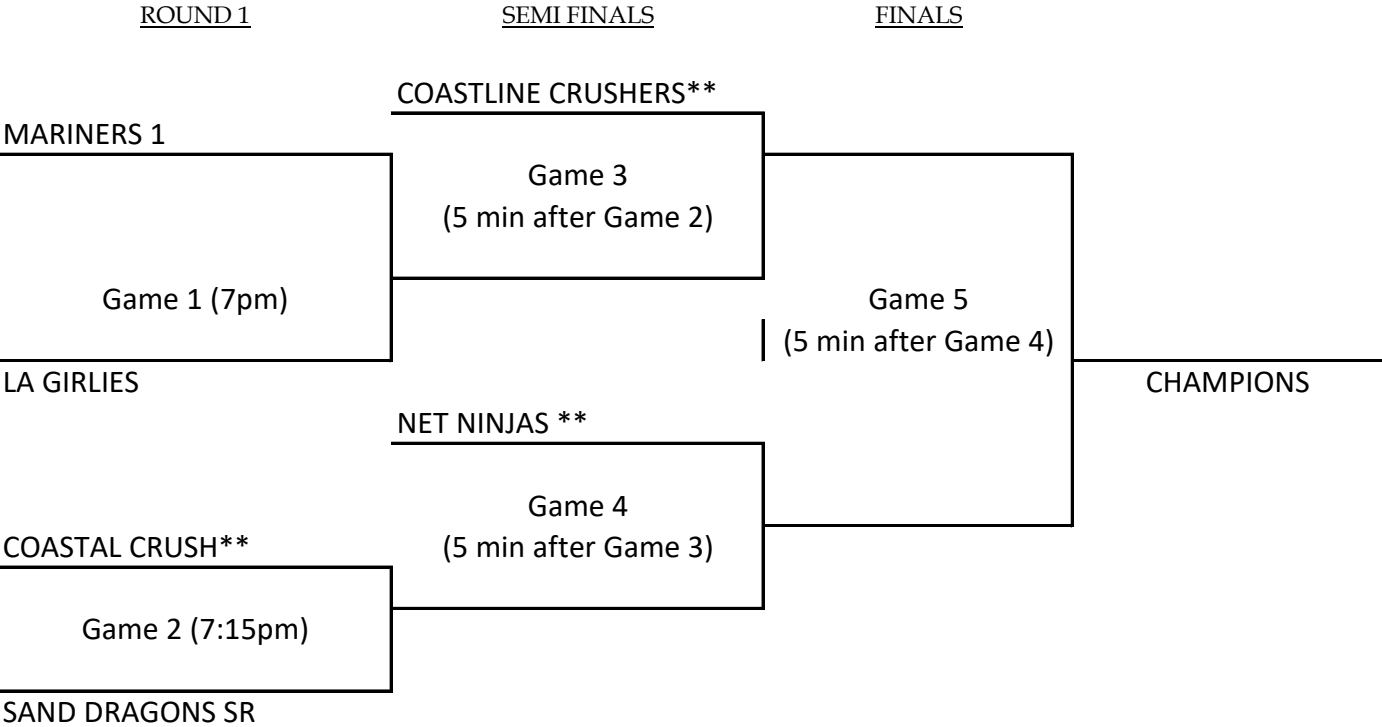 ROUND 1
SEMI FINALS
FINALS
COASTLINE CRUSHERS**
MARINERS 1
Game 3
(5 min after Game 2)
Game 1 (7pm)
Game 5
(5 min after Game 4)
LA GIRLIES
CHAMPIONS
NET NINJAS **
Game 4
(5 min after Game 3)
COASTAL CRUSH**
Game 2 (7:15pm)
SAND DRAGONS SR